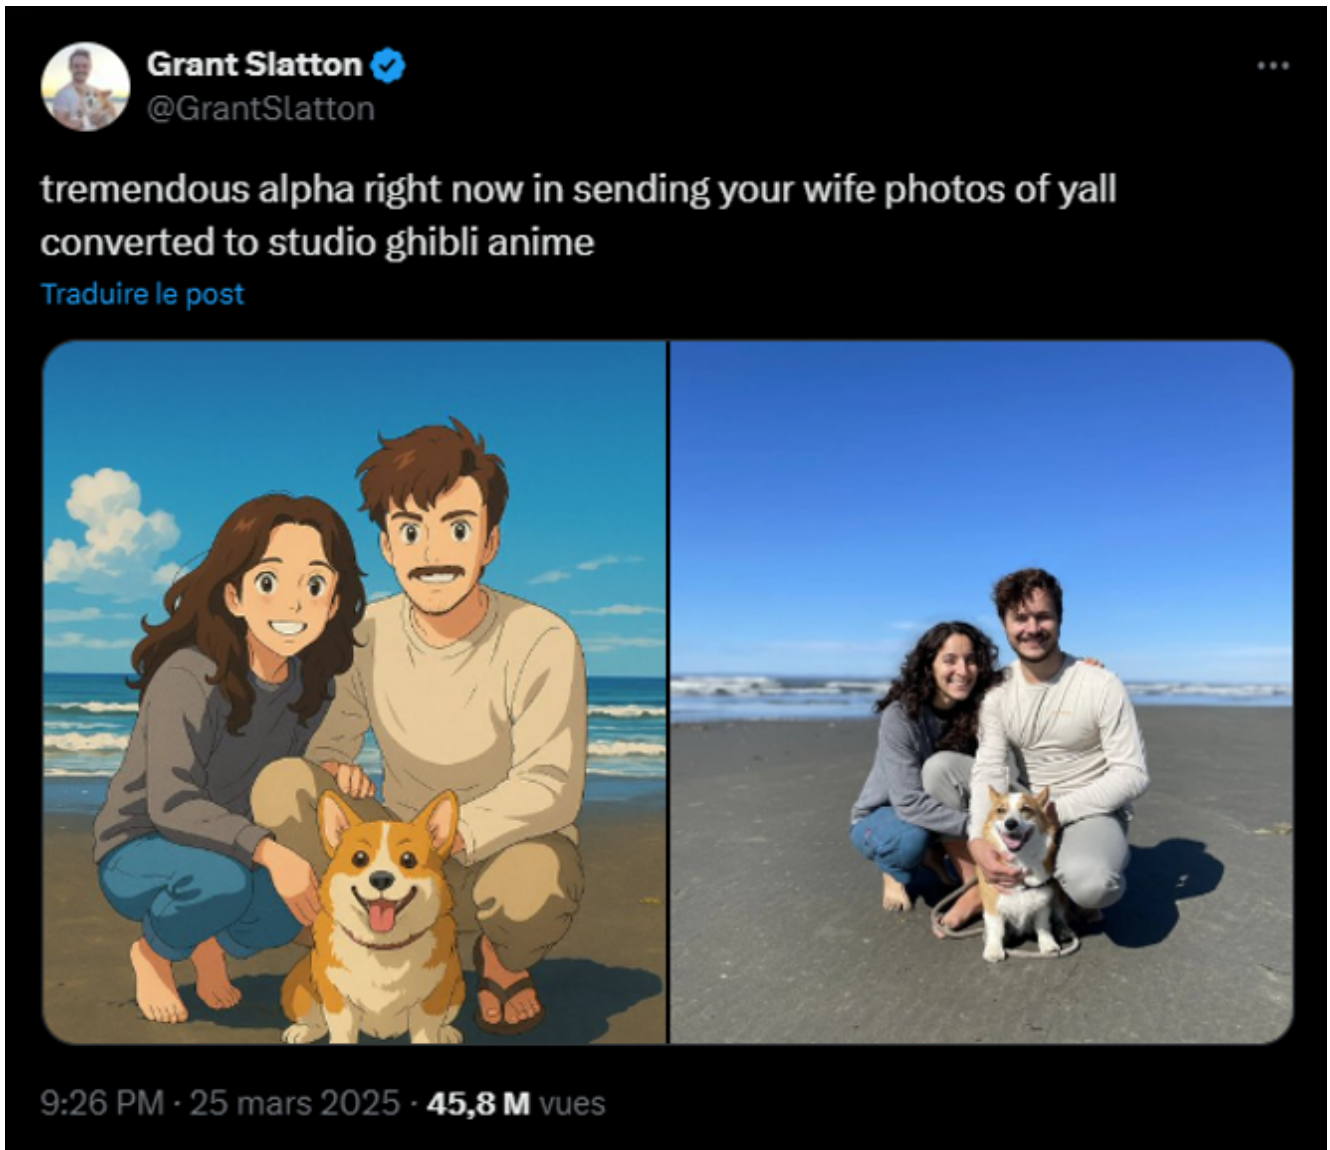 Grant Slatton
@GrantSlatton
tremendous alpha right now in sending your wife photos of yall
converted to studio ghibli anime
Traduire le post
9:26 PM · 25 mars 2025 · 45,8 M vues